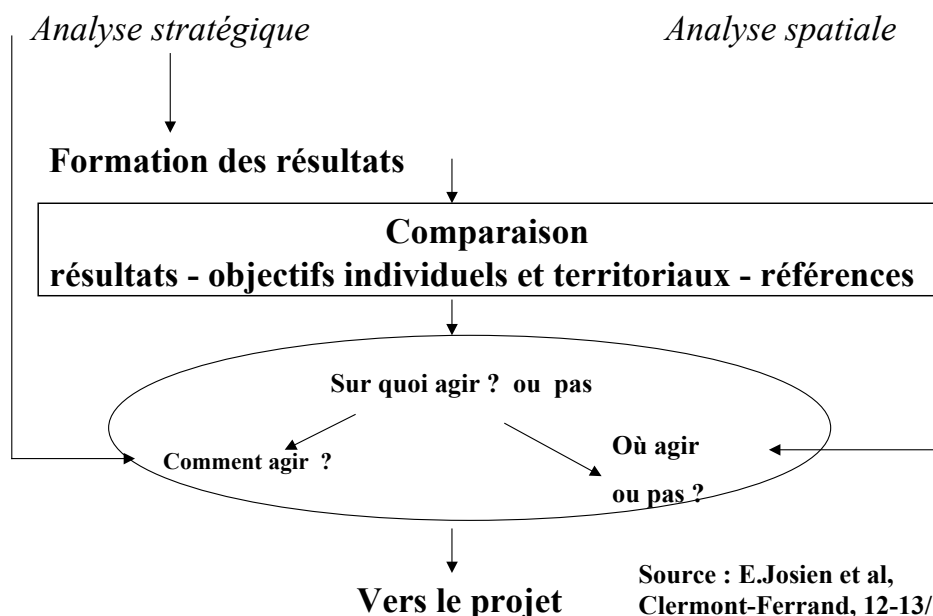 Analyse stratégique
Analyse spatiale
Formation des résultats
Comparaison
résultats - objectifs individuels et territoriaux - références
Sur quoi agir ? ou pas
Comment agir ?
Où agir
ou pas ?
Vers le projet
Source : E.Josien et al,
Clermont-Ferrand, 12-13/